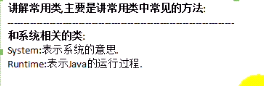 讲解常用类,主要是讲常用类中常见的方法:
和系统相关的类:
System:表示系统的意思.
Runtime:表示Java的运行过程.